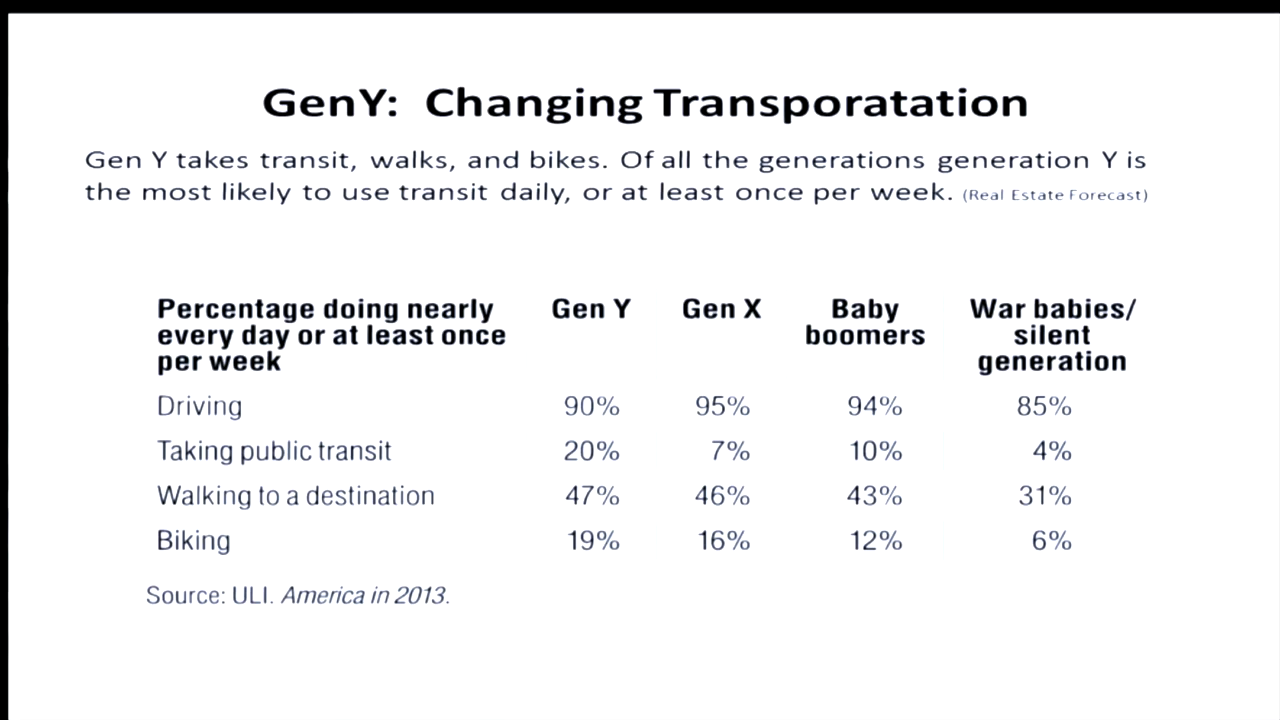 GenY: Changing Transporatation
Gen Y takes transit, walks, and bikes. Of all the generations generation Y is
the most likely to use transit daily, or at least once per week. (Real Estate Forecast)
Percentage doing nearly every day or at least once per week Gen Y Gen X Baby boomers War babies/ silent generation
Driving 90% 95% 94% 85%
Taking public transit 20% 7% 10% 4%
Walking to a destination 47% 46% 43% 31%
Biking 19% 16% 12% 6%
Source: ULI. America in 2013.